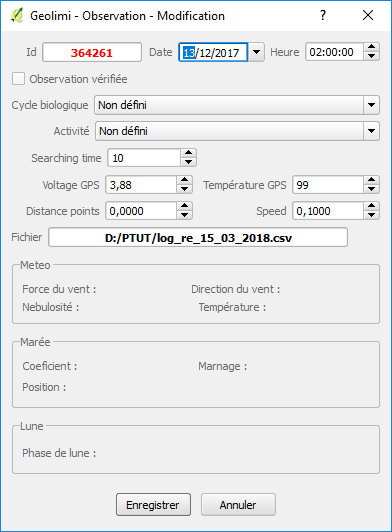 Geolimi - Observation - Modification ?
Id 364261 Date 13/12/2017 Heure 02:00:00
Observation vérifiée
Cycle biologique Non défini
Activité Non défini
Searching time 10
Voltage GPS 3,88 Température GPS 99
Distance points 0,0000 Speed 0,1000
Fichier D:/PTUT/log_re_15_03_2018.csv
Meteo
Force du vent : Direction du vent :
Nebulosité : Température :
Marée
Coeficient : Marnage :
Position :
Lune
Phase de lune :
Enregistrer Annuler